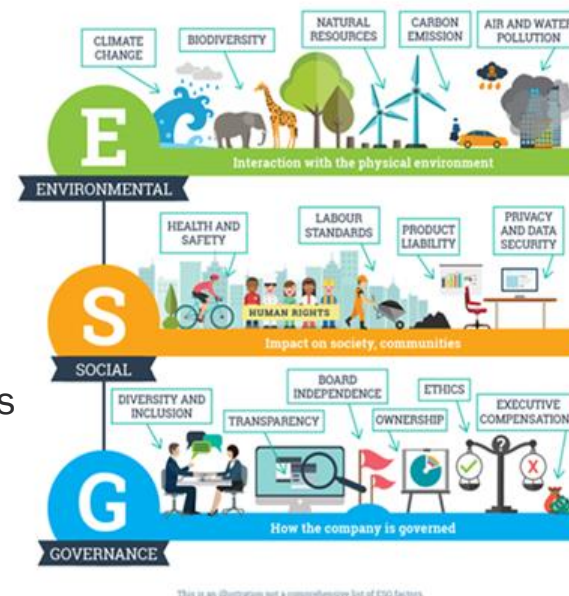 CLIMATE
CHANGE
BIODIVERSITY
NATURAL
RESOURCES
CARBON
EMISSION
AIR AND WATER
POLLUTION
E
Interaction with the physical environment
ENVIRONMENTAL
HEALTH AND
SAFETY
LABOUR
STANDARDS
PRODUCT
LIABILITY
PRIVACY
AND DATA
SECURITY
HUMAN RIGHTS
S
Impact on society, communities
SOCIAL
s
DIVERSITY AND
INCLUSION
TRANSPARENCY
BOARD
INDEPENDENCE
OWNERSHIP
ETHICS
EXECUTIVE
COMPENSATION
?
G
How the company is governed
GOVERNANCE
This is an illustration not a comprehensive list of ESG factors.